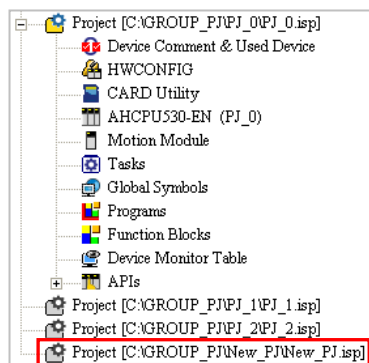 Project [C:\GROUP_PJ\PJ_0\PJ_0.isp]
Device Comment & Used Device
HWCONFIG
CARD Utility
AHCPU530-EN (PJ_0)
Motion Module
Tasks
Global Symbols
Programs
Function Blocks
Device Monitor Table
APIs
Project [C:\GROUP_PJ\PJ_1\PJ_1.isp]
Project [C:\GROUP_PJ\PJ_2\PJ_2.isp]
Project [C:\GROUP_PJ\New_PJ\New_PJ.isp]